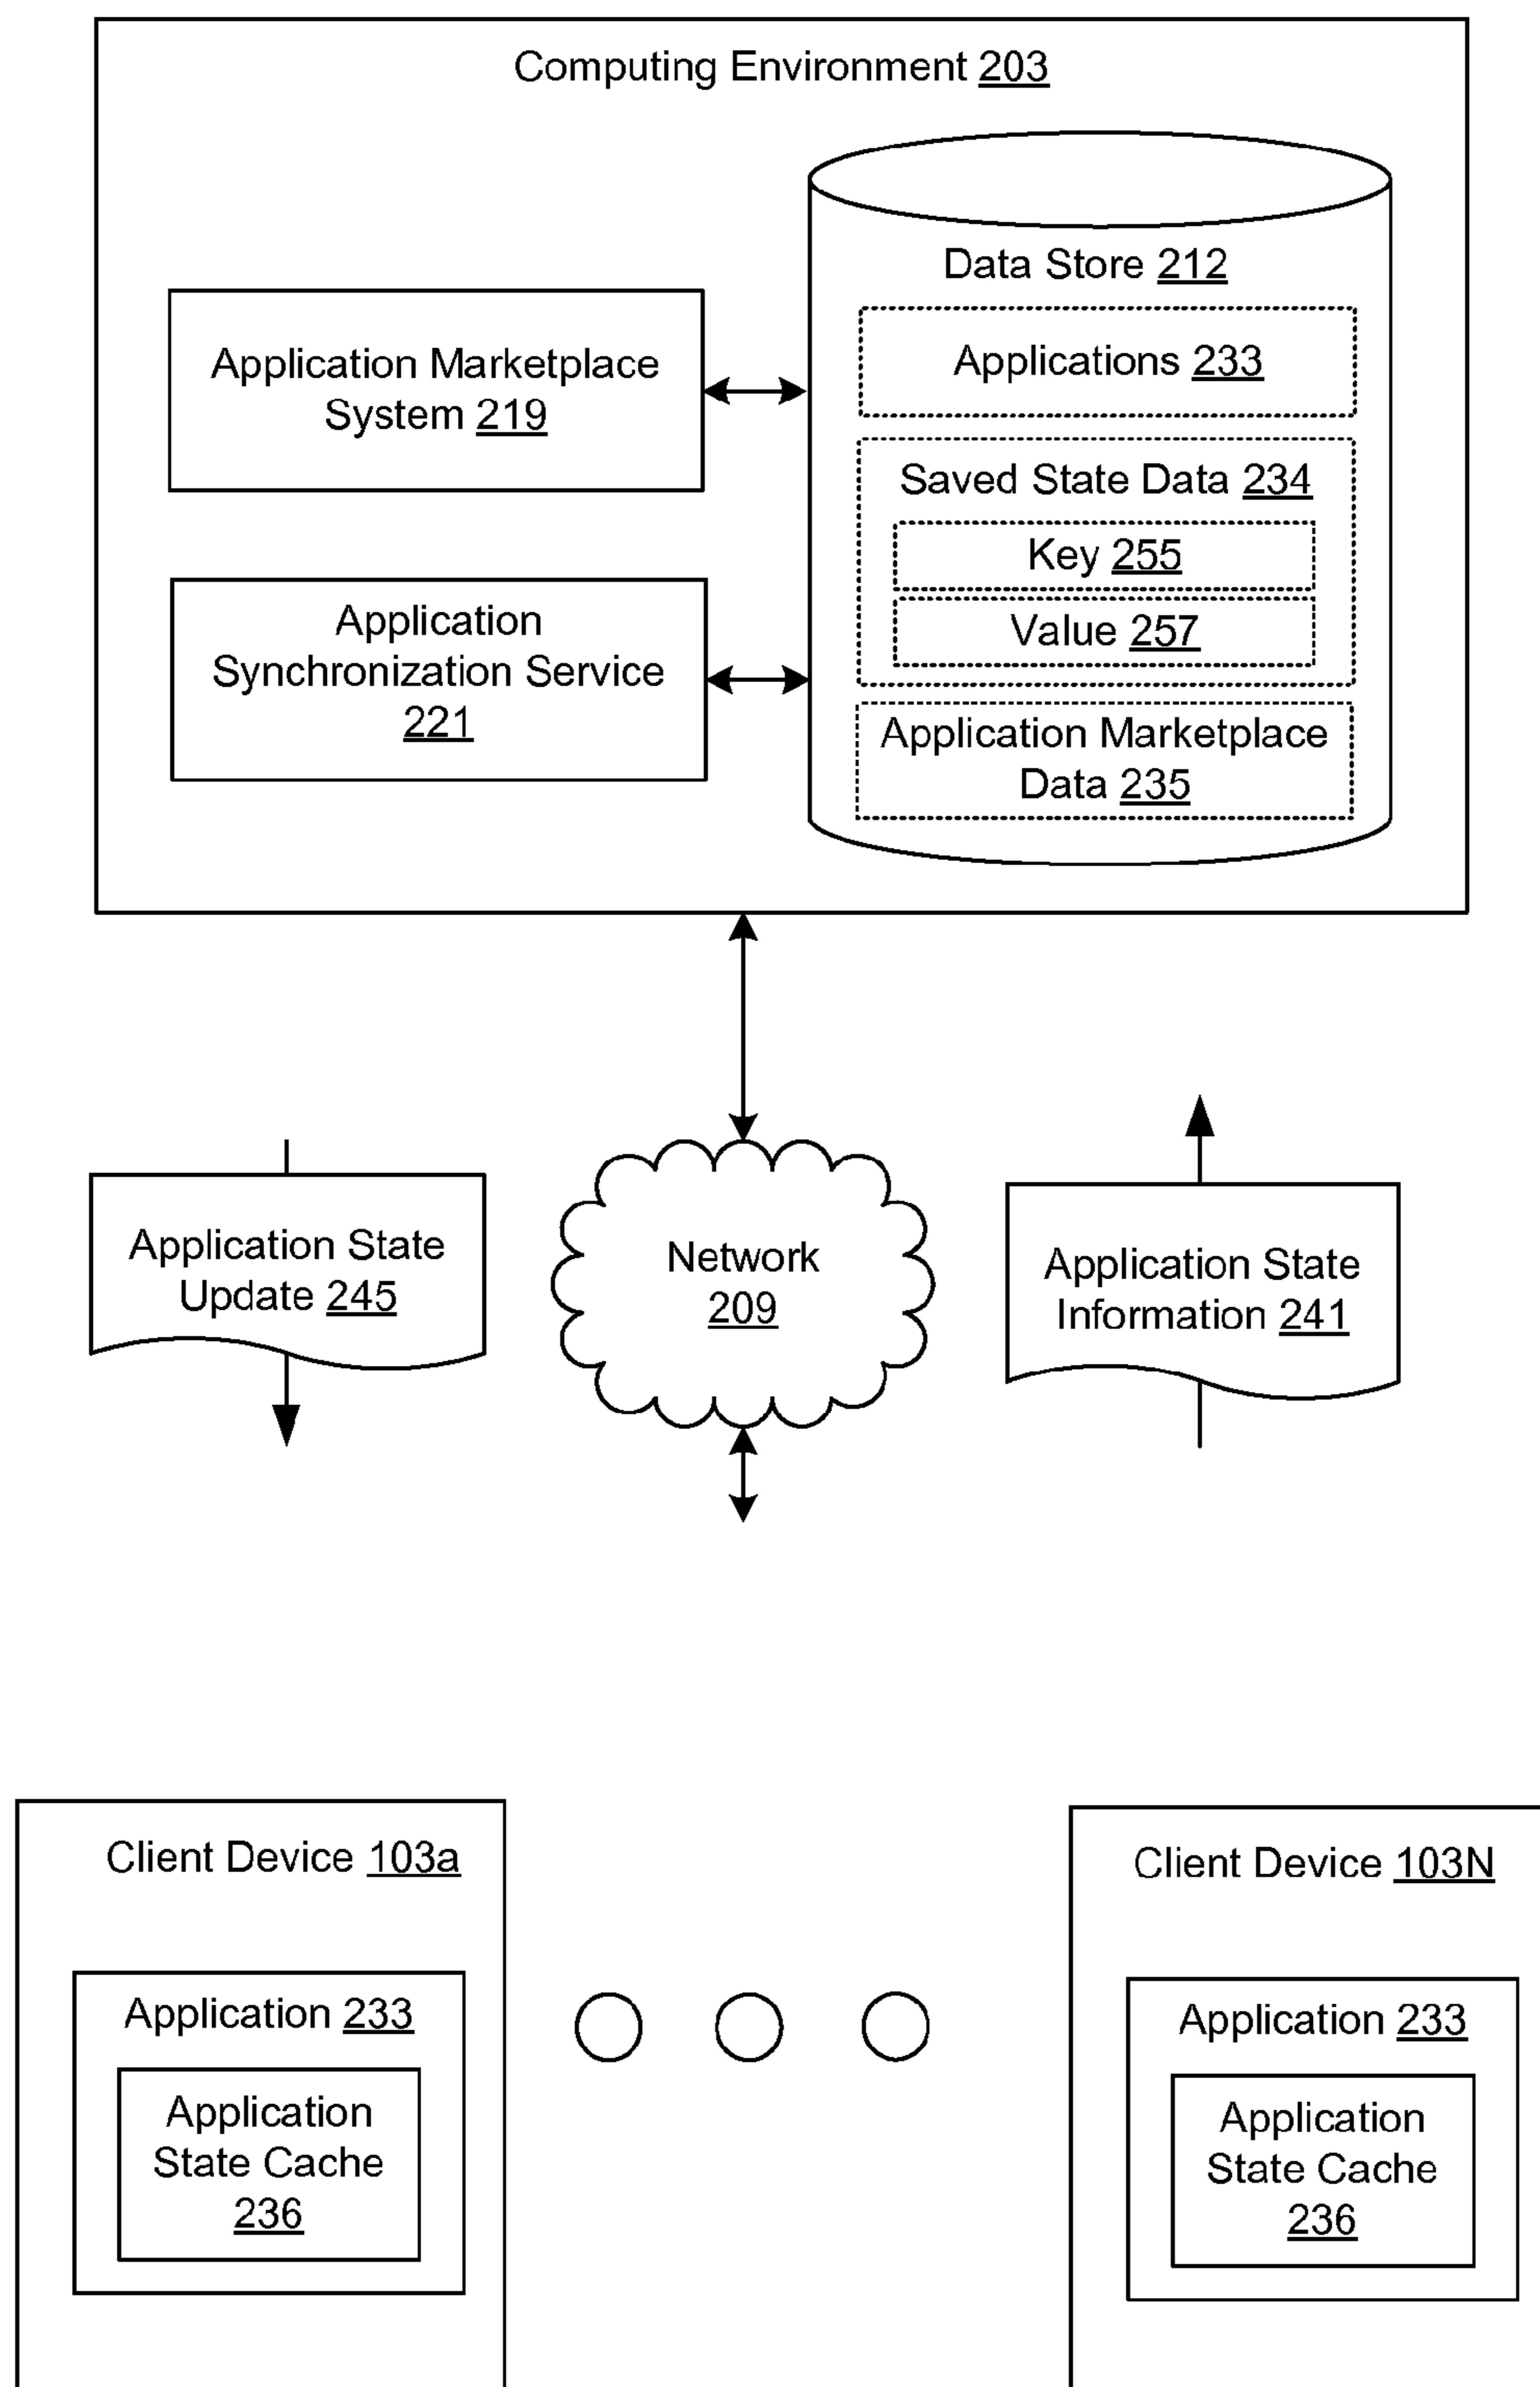 Computing Environment 203
Data Store 212
Application Marketplace
System 219
Applications 233
Saved State Data 234
Key 255
Value 257
Application
Synchronization Service
221
Application Marketplace
Data 235
Application State
Update 245
Network
209
Application State
Information 241
Client Device 103a
Application 233
Application
State Cache
236
Client Device 103N
Application 233
Application
State Cache
236